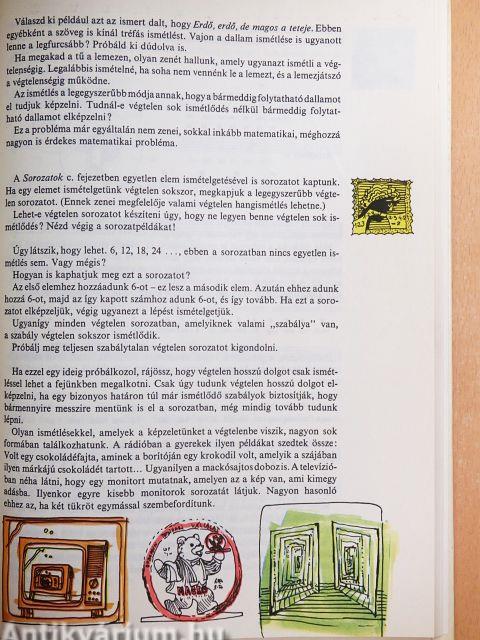 Válaszd ki például azt az ismert dalt, hogy Erdő, erdő, de magos a teteje. Ebben
egyébként a szöveg is kínál tréfás ismétlést. Vajon a dallam ismétlése is ugyanott
lenne a legfurcsább? Próbáld ki dúdolva is.
Ha megakad a tű a lemezen, olyan zenét hallunk, amely ugyanazt ismétli a vég-
telenségig. Legalábbis ismételné, ha soha nem vennénk le a lemezt, és a lemezjátszó
a végtelenségig működne.
Az ismétlés a legegyszerűbb módja annak, hogy a bármeddig folytatható dallamot
el tudjuk képzelni. Tudnál-e végtelen sok ismétlődés nélkül bármeddig folytat-
ható dallamot elképzelni?
Ez a probléma már egyáltalán nem zenei, sokkal inkább matematikai, méghozzá
nagyon is érdekes matematikai probléma.
A Sorozatok c. fejezetben egyetlen elem ismételgetésével is sorozatot kaptunk.
Ha egy elemet ismételgetünk végtelen sokszor, megkapjuk a legegyszerűbb végte-
len sorozatot. (Ennek zenei megfelelője valami végtelen hangismétlés lehetne.)
Lehet-e végtelen sorozatot készíteni úgy, hogy ne legyen benne végtelen sok is-
métlődés? Nézd végig a sorozatpéldákat!
Úgy látszik, hogy lehet. 6, 12, 18, 24 ..., ebben a sorozatban nincs egyetlen is-
métlés sem. Vagy mégis?
Hogyan is kaphatjuk meg ezt a sorozatot?
Az első elemhez hozzáadunk 6-ot – ez lesz a második elem. Azután ehhez adunk
hozzá 6-ot, majd az így kapott számhoz adunk 6-ot, és így tovább. Ha ezt a soro-
zatot elképzeljük, végig ugyanezt a lépést ismételgetjük.
Ugyanígy minden végtelen sorozatban, amelyiknek valami „szabálya” van,
a szabály végtelen sokszor ismétlődik.
Próbálj meg teljesen szabálytalan végtelen sorozatot kigondolni.
Ha ezzel egy ideig próbálkozol, rájössz, hogy végtelen hosszú dolgot csak ismét-
léssel lehet a fejünkben megalkotni. Csak úgy tudunk végtelen hosszú dolgot el-
képzelni, ha egy bizonyos határon túl már ismétlődő szabályok biztosítják, hogy
bármennyire messzire mentünk is el a sorozatban, még mindig tovább tudunk
lépni.
Olyan ismétlésekkel, amelyek a képzeletünket a végtelenbe viszik, nagyon sok
formában találkozhatunk. A rádióban a gyerekek ilyen példákat szedtek össze:
Volt egy csokoládéfajta, aminek a borítóján egy krokodil volt, amelyik a szájában
ilyen márkájú csokoládét tartott... Ugyanilyen a mackósajtos doboz is. A televízió-
ban néha látni, hogy egy monitort mutatnak, amelyen az a kép van, ami kimegy
adásba. Ilyenkor egyre kisebb monitorok sorozatát látjuk. Nagyon hasonló
ehhez az, ha két tükröt egymással szembefordítunk.
MACKÓ
Antikvárium.hu